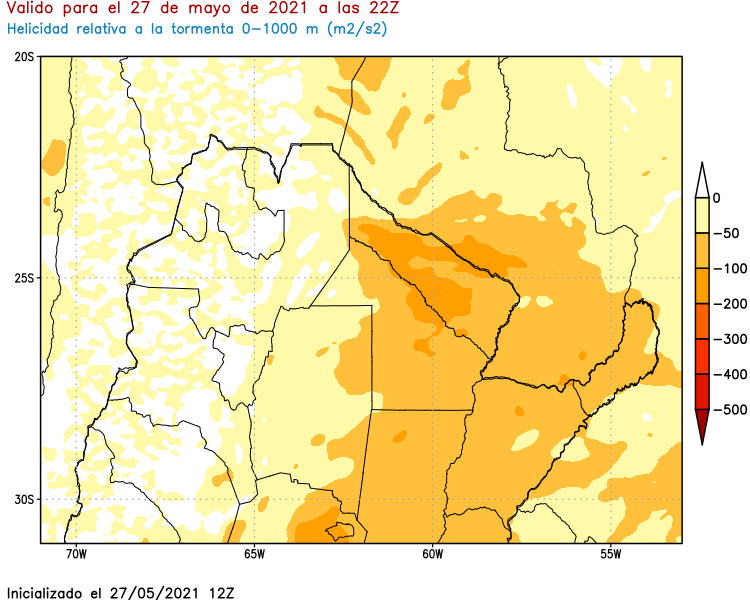 Valido para el 27 de mayo de 2021 a las 22Z
Helicidad relativa a la tormenta 0-1000 m (m2/s2)
20S
25S
30S
70W
65W
60W
55W
0
-50
-100
-200
-300
-400
-500
Inicializado el 27/05/2021 12Z